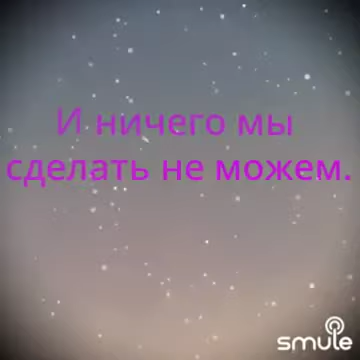 И ничего мы
сделать не можем.
smule